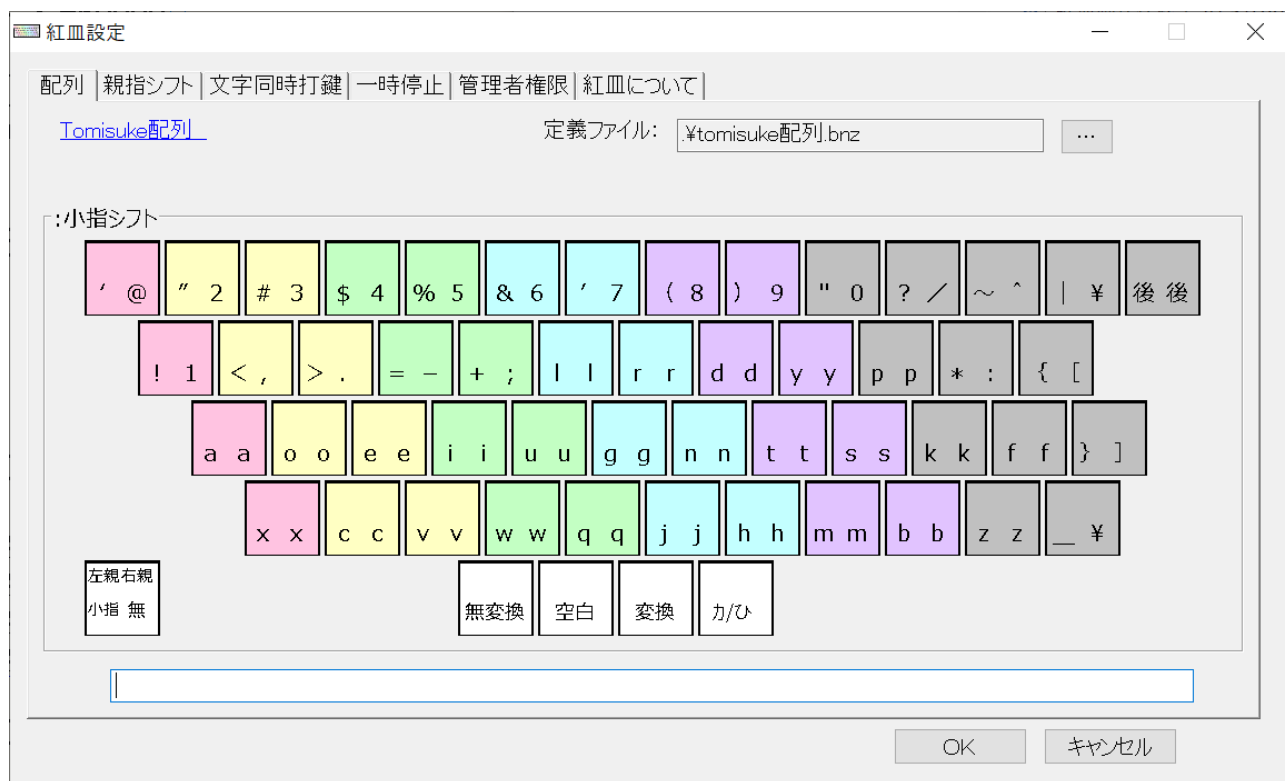 紅皿設定
配列 親指シフト 文字同時打鍵 一時停止 管理者権限 紅皿について
Tomisuke配列 定義ファイル: .¥tomisuke配列.bnz ...
:小指シフト
‘ @ ” 2 # 3 $ 4 % 5 & 6 ′ 7 ( 8 ) 9 " 0 ? ／ ～ ^ | ¥ 後 後
! 1 < , > . = − + ; l l r r d d y y p p * : { [
a a o o e e i i u u g g n n t t s s k k f f } ]
x x c c v v w w q q j j h h m m b b z z _ ¥
左親右親
小指 無 無変換 空白 変換 カ/ひ
OK キャンセル